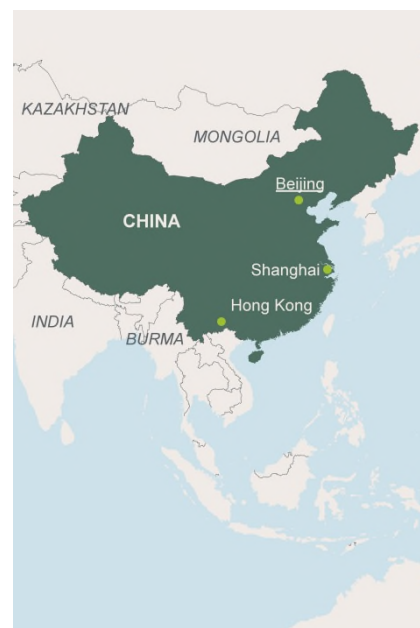 KAZAKHSTAN
MONGOLIA
Beijing
CHINA
Shanghai
Hong Kong
INDIA
BURMA